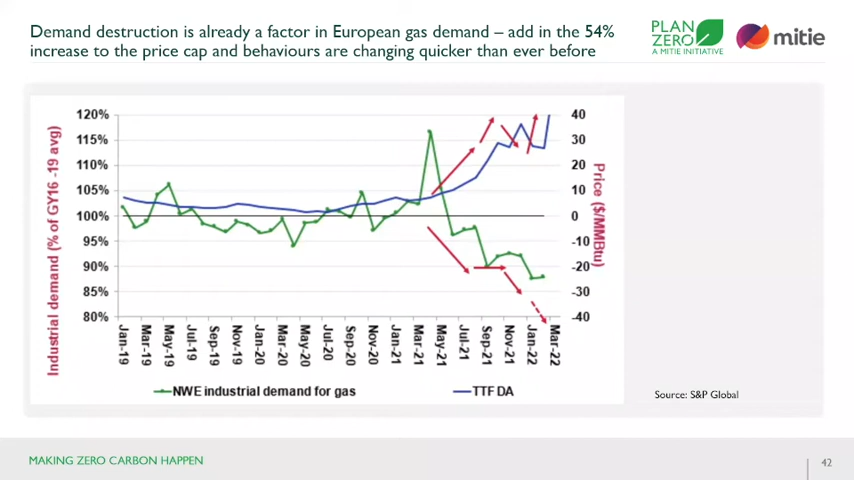 Demand destruction is already a factor in European gas demand – add in the 54%
increase to the price cap and behaviours are changing quicker than ever before
PLAN
ZERO
A MITIE INITIATIVE
mitie
Industrial demand (% of GY16 -19 avg)
120%
115%
110%
105%
100%
95%
90%
85%
80%
40
30
20
10
0
-10
-20
-30
-40
Price ($/MMBtu)
Jan-19
Mar-19
May-19
Jul-19
Sep-19
Nov-19
Jan-20
Mar-20
May-20
Jul-20
Sep-20
Nov-20
Jan-21
Mar-21
May-21
Jul-21
Sep-21
Nov-21
Jan-22
Mar-22
NWE industrial demand for gas
TTF DA
Source: S&P Global
MAKING ZERO CARBON HAPPEN
42